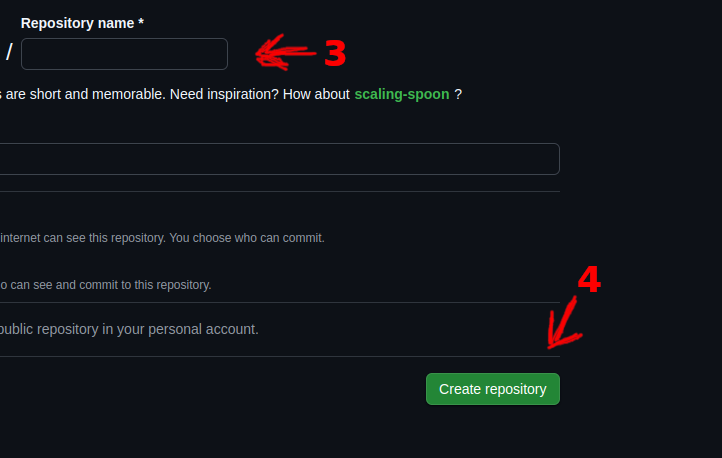 Repository name *
/
3
s are short and memorable. Need inspiration? How about scaling-spoon ?
internet can see this repository. You choose who can commit.
o can see and commit to this repository.
4
public repository in your personal account.
Create repository